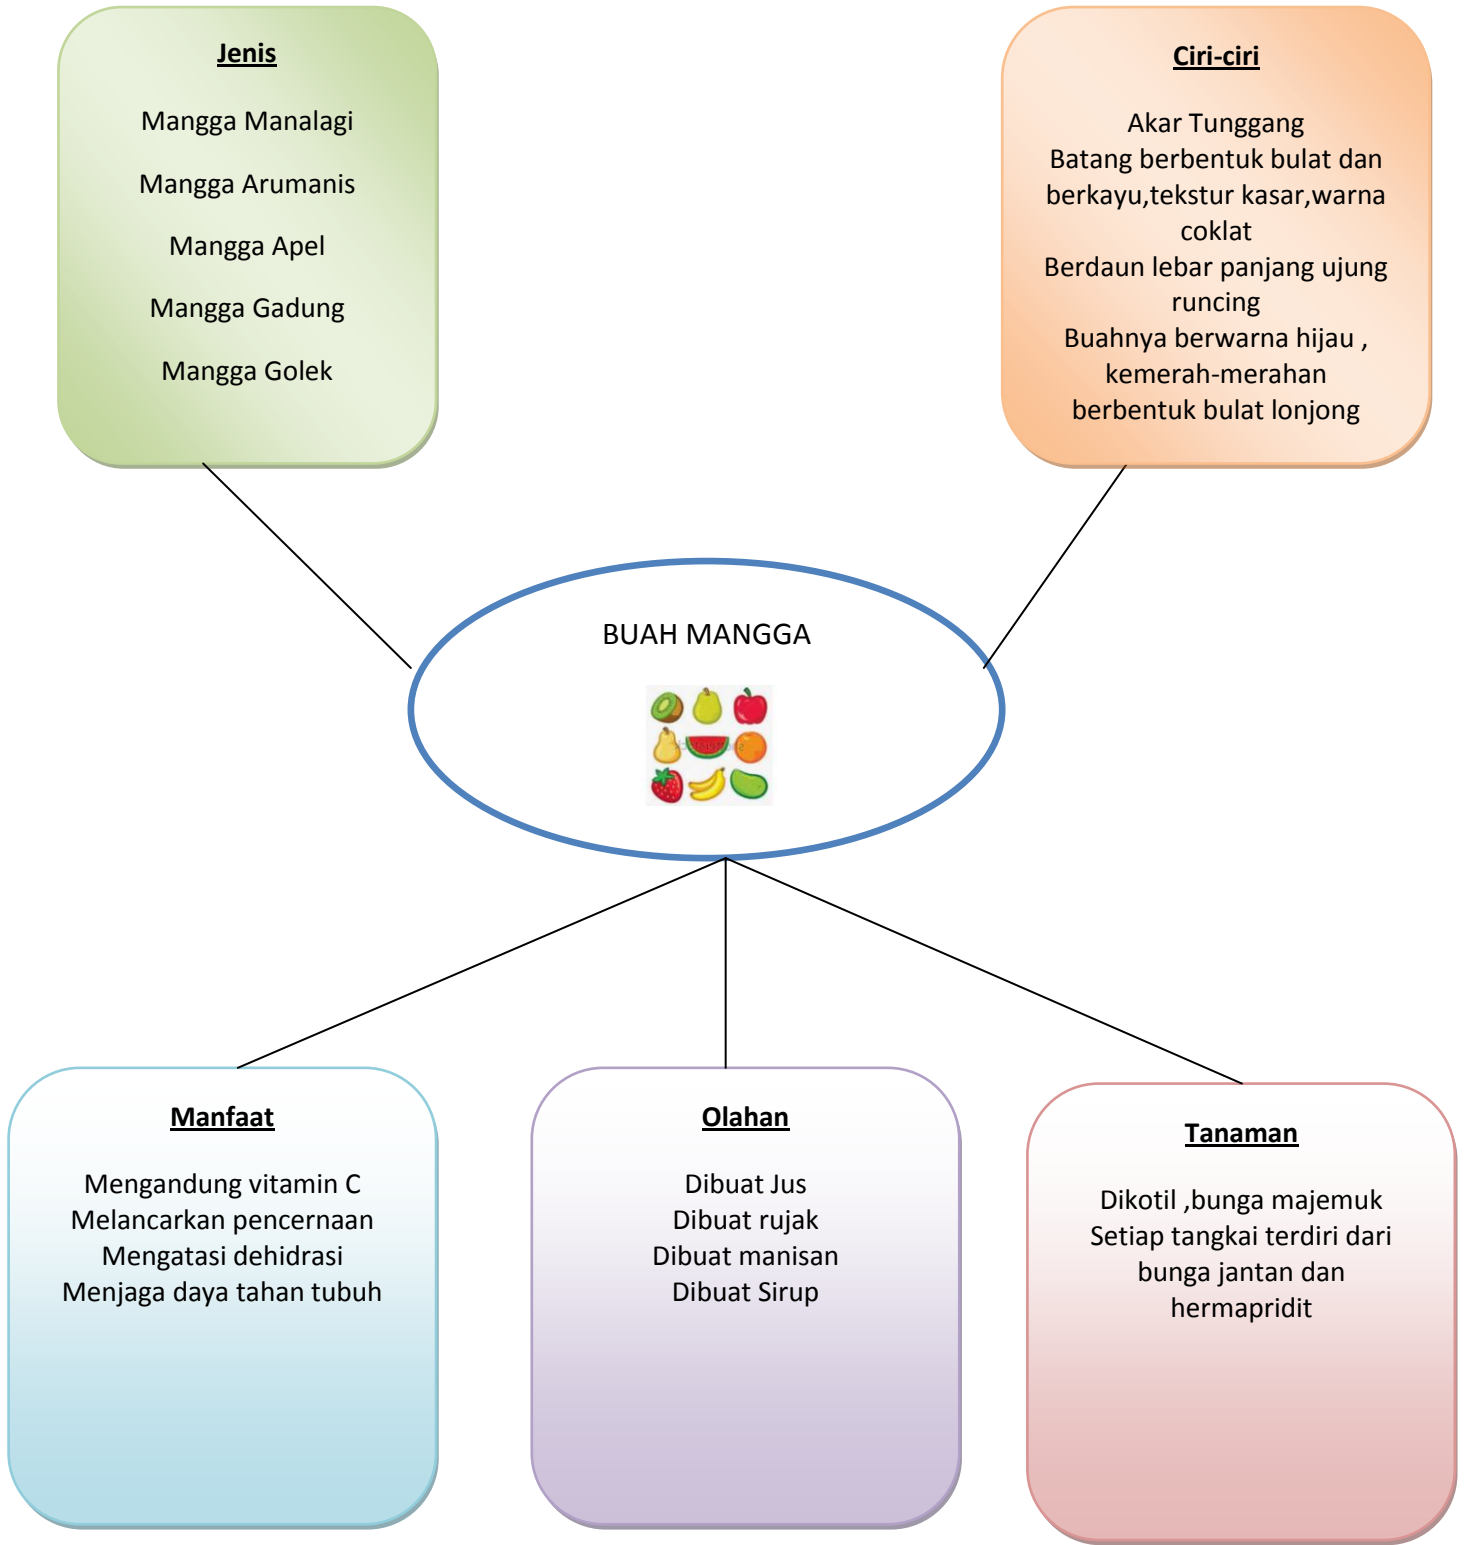 Jenis
Mangga Manalagi
Mangga Arumanis
Mangga Apel
Mangga Gadung
Mangga Golek
Ciri-ciri
Akar Tunggang
Batang berbentuk bulat dan
berkayu,tekstur kasar,warna
coklat
Berdaun lebar panjang ujung
runcing
Buahnya berwarna hijau ,
kemerah-merahan
berbentuk bulat lonjong
BUAH MANGGA
Manfaat
Mengandung vitamin C
Melancarkan pencernaan
Mengatasi dehidrasi
Menjaga daya tahan tubuh
Olahan
Dibuat Jus
Dibuat rujak
Dibuat manisan
Dibuat Sirup
Tanaman
Dikotil ,bunga majemuk
Setiap tangkai terdiri dari
bunga jantan dan
hermapridit